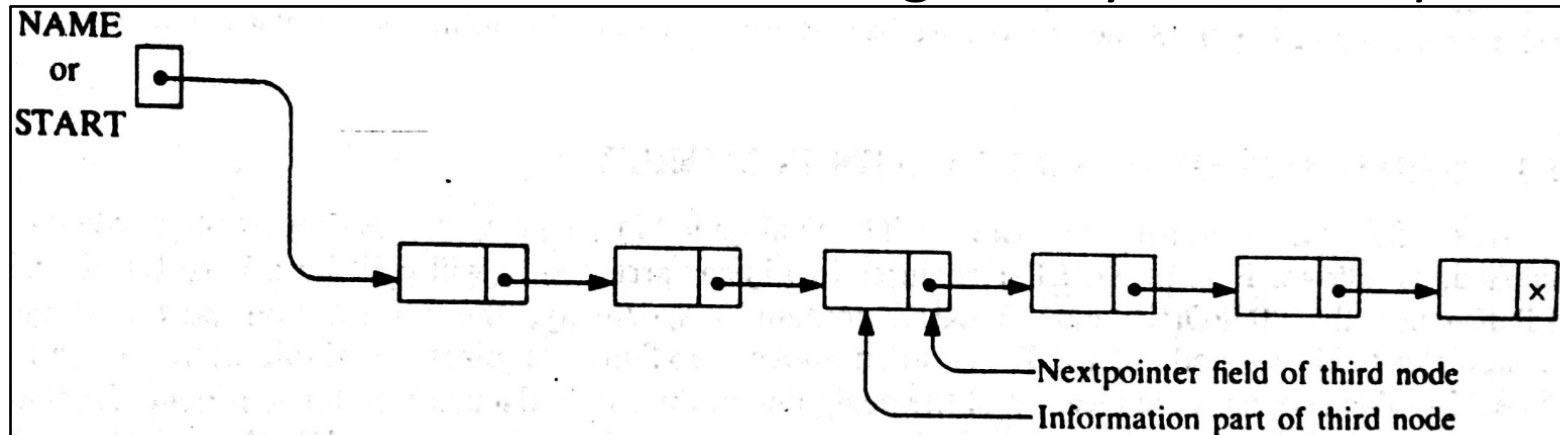 NAME
or
START
x
Nextpointer field of third node
Information part of third node